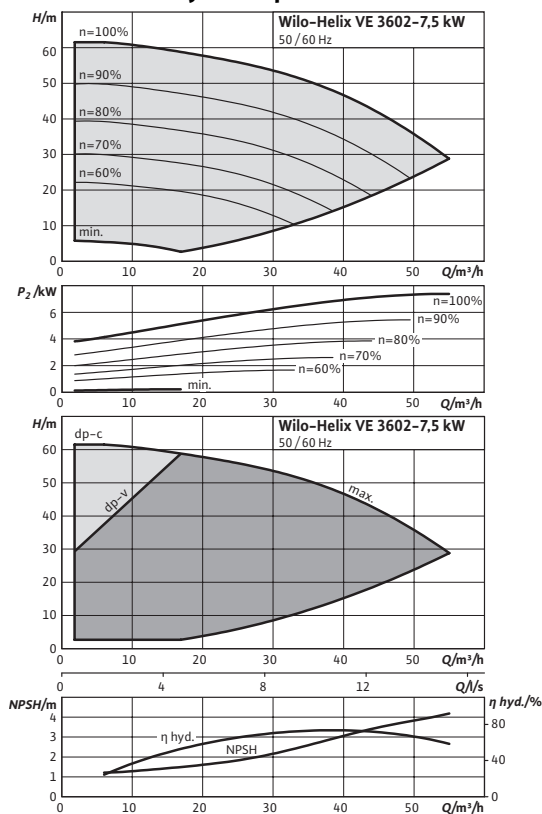 H/m
Wilo-Helix VE 3602-7,5 kW
50 / 60 Hz
n=100%
60
n=90%
50
n=80%
40
n=70%
30
n=60%
20
10
min.
0
0 10 20 30 40 50 Q/m³/h
P₂ /kW
6
n=100%
n=90%
4
n=80%
n=70%
2
n=60%
min.
0
0 10 20 30 40 50 Q/m³/h
H/m
Wilo-Helix VE 3602-7,5 kW
50 / 60 Hz
dp-c
60
max.
50
dp-v
40
30
20
10
0
0 10 20 30 40 50 Q/m³/h
0 4 8 12 Q/l/s
NPSH/m
η hyd./%
4
80
3
η hyd.
NPSH
2
40
1
0
0
0 10 20 30 40 50 Q/m³/h